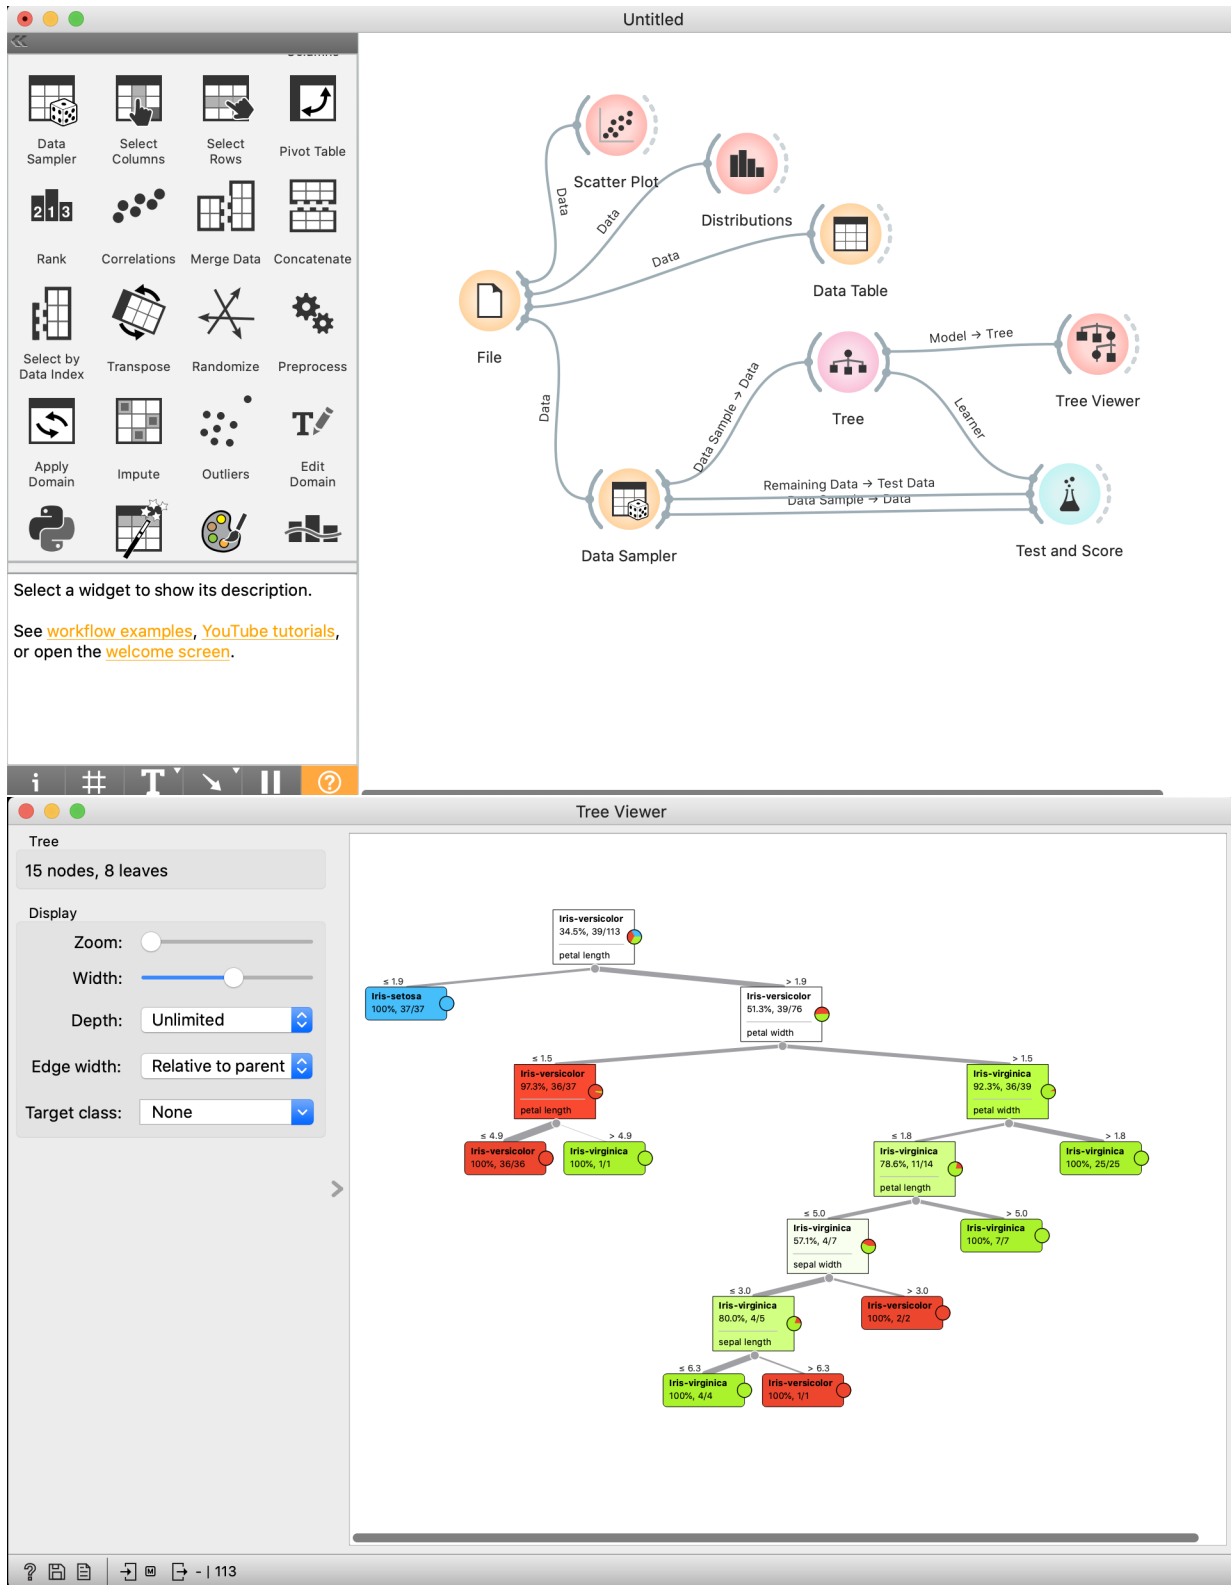 Untitled
Columns
Data
Sampler
Select
Columns
Select
Rows
Pivot Table
2 1 3
Rank
Correlations
Merge Data
Concatenate
Select by
Data Index
Transpose
Randomize
Preprocess
Apply
Domain
Impute
Outliers
T
Edit
Domain
Select a widget to show its description.
See workflow examples, YouTube tutorials,
or open the welcome screen.
i
#
T
?
Scatter Plot
Distributions
Data Table
File
Data
Data
Data
Data
Data Sampler
Data Sample → Data
Tree
Model → Tree
Tree Viewer
Learner
Remaining Data → Test Data
Data Sample → Data
Test and Score
Tree Viewer
Tree
15 nodes, 8 leaves
Display
Zoom:
Width:
Depth:
Unlimited
Edge width:
Relative to parent
Target class:
None
Iris-versicolor
34.5%, 39/113
petal length
≤ 1.9
Iris-setosa
100%, 37/37
> 1.9
Iris-versicolor
51.3%, 39/76
petal width
≤ 1.5
Iris-versicolor
97.3%, 36/37
petal length
> 1.5
Iris-virginica
92.3%, 36/39
petal width
≤ 4.9
Iris-versicolor
100%, 36/36
> 4.9
Iris-virginica
100%, 1/1
≤ 1.8
Iris-virginica
78.6%, 11/14
petal length
> 1.8
Iris-virginica
100%, 25/25
≤ 5.0
Iris-virginica
57.1%, 4/7
sepal width
> 5.0
Iris-virginica
100%, 7/7
≤ 3.0
Iris-virginica
80.0%, 4/5
sepal length
> 3.0
Iris-versicolor
100%, 2/2
≤ 6.3
Iris-virginica
100%, 4/4
> 6.3
Iris-versicolor
100%, 1/1
? M - | 113